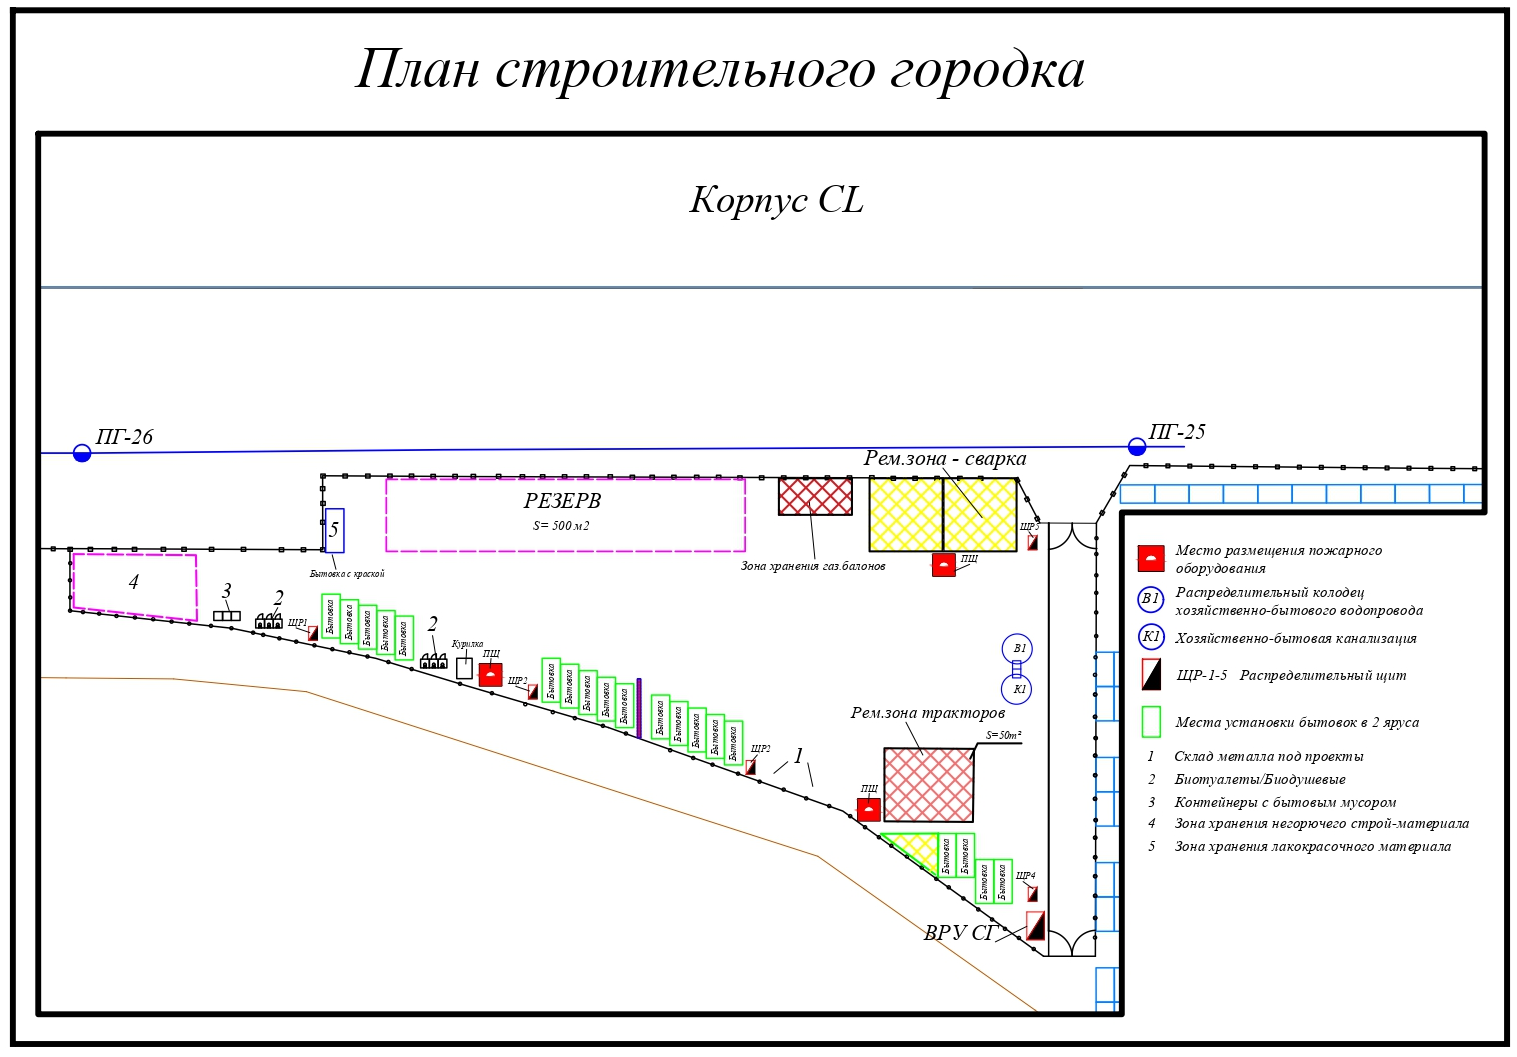 План строительного городка
Корпус CL
ПГ-26
ПГ-25
Рем.зона - сварка
РЕЗЕРВ
S= 500 м2
5
ЩР5
Зона хранения газ.балонов
ПЩ
Бытовка с краской
4
3
2
ЩР1
Бытовка
Бытовка
Бытовка
Бытовка
Бытовка
2
Курилка
ПЩ
ЩР2
Бытовка
Бытовка
Бытовка
Бытовка
Бытовка
Бытовка
Бытовка
Бытовка
Бытовка
Бытовка
ЩР2
1
В1
К1
Рем.зона тракторов
S=50m²
ПЩ
Бытовка
Бытовка
Бытовка
Бытовка
ЩР4
ВРУ СГ
Место размещения пожарного
оборудования
В1 Распределительный колодец
хозяйственно-бытового водопровода
К1 Хозяйственно-бытовая канализация
ЩР-1-5 Распределительный щит
Места установки бытовок в 2 яруса
1 Склад металла под проекты
2 Биотуалеты/Биодушевые
3 Контейнеры с бытовым мусором
4 Зона хранения негорючего строй-материала
5 Зона хранения лакокрасочного материала